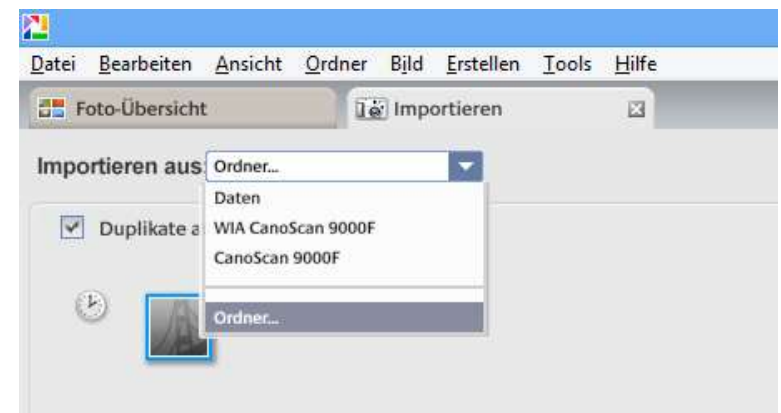 Datei Bearbeiten Ansicht Ordner Bild Erstellen Tools Hilfe
Foto-Übersicht Importieren
Importieren aus: Ordner...
Daten
Duplikate a WIA CanoScan 9000F
CanoScan 9000F
Ordner...